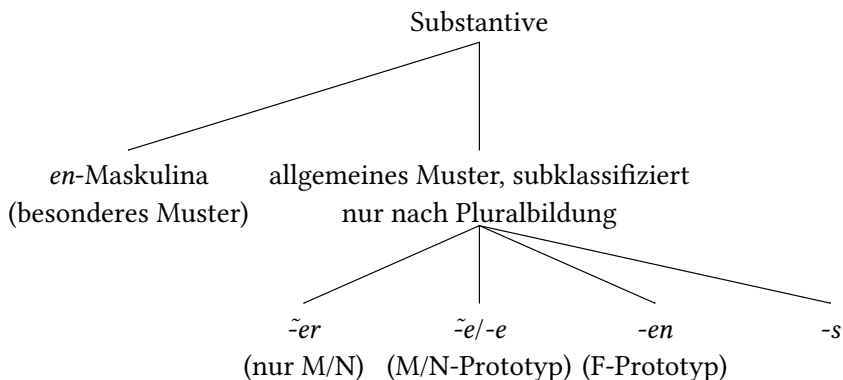 Substantive
en-Maskulina
(besonderes Muster)
allgemeines Muster, subklassifiziert
nur nach Pluralbildung
-̃er
(nur M/N)
-̃e/-e
(M/N-Prototyp)
-en
(F-Prototyp)
-s